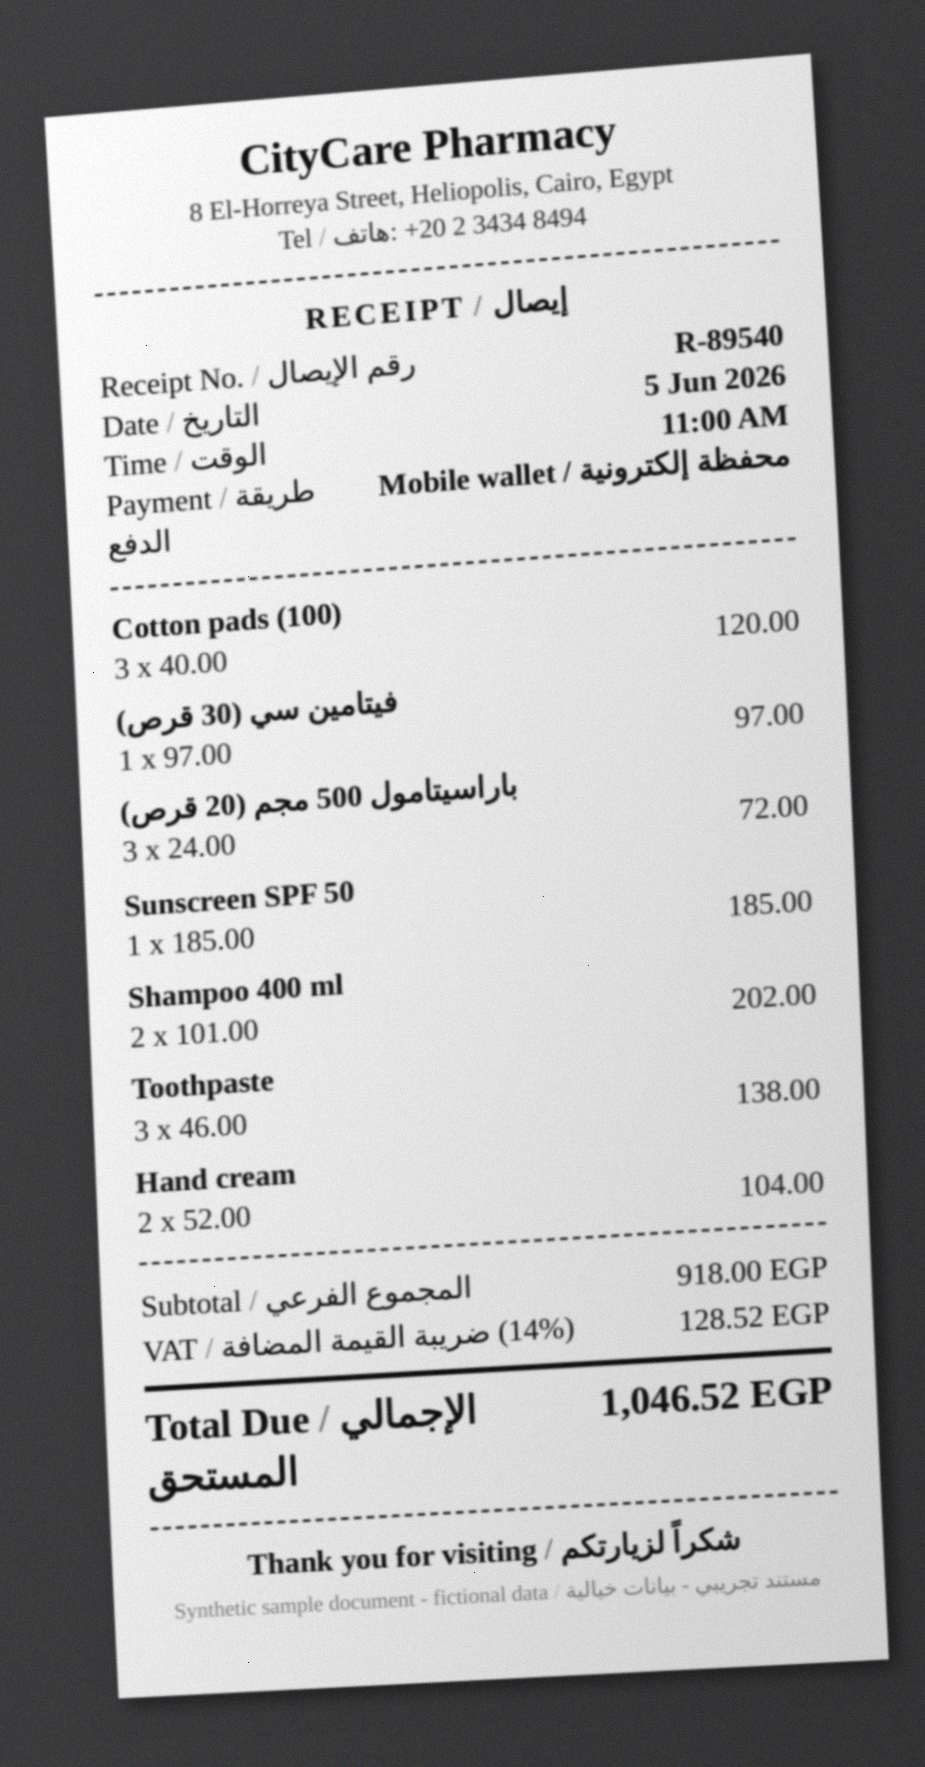 CityCare Pharmacy
8 El-Horreya Street, Heliopolis, Cairo, Egypt
Tel / هاتف: +20 2 3434 8494
RECEIPT / إيصال
Receipt No. / رقم الإيصال R-89540
Date / التاريخ 5 Jun 2026
Time / الوقت 11:00 AM
Payment / طريقة الدفع Mobile wallet / محفظة إلكترونية
Cotton pads (100)
3 x 40.00 120.00
فيتامين سي (30 قرص)
1 x 97.00 97.00
باراسيتامول 500 مجم (20 قرص)
3 x 24.00 72.00
Sunscreen SPF 50
1 x 185.00 185.00
Shampoo 400 ml
2 x 101.00 202.00
Toothpaste
3 x 46.00 138.00
Hand cream
2 x 52.00 104.00
Subtotal / المجموع الفرعي 918.00 EGP
VAT / ضريبة القيمة المضافة (14%) 128.52 EGP
Total Due / الإجمالي المستحق 1,046.52 EGP
Thank you for visiting / شكراً لزيارتكم
Synthetic sample document - fictional data / مستند تجريبي - بيانات خيالية